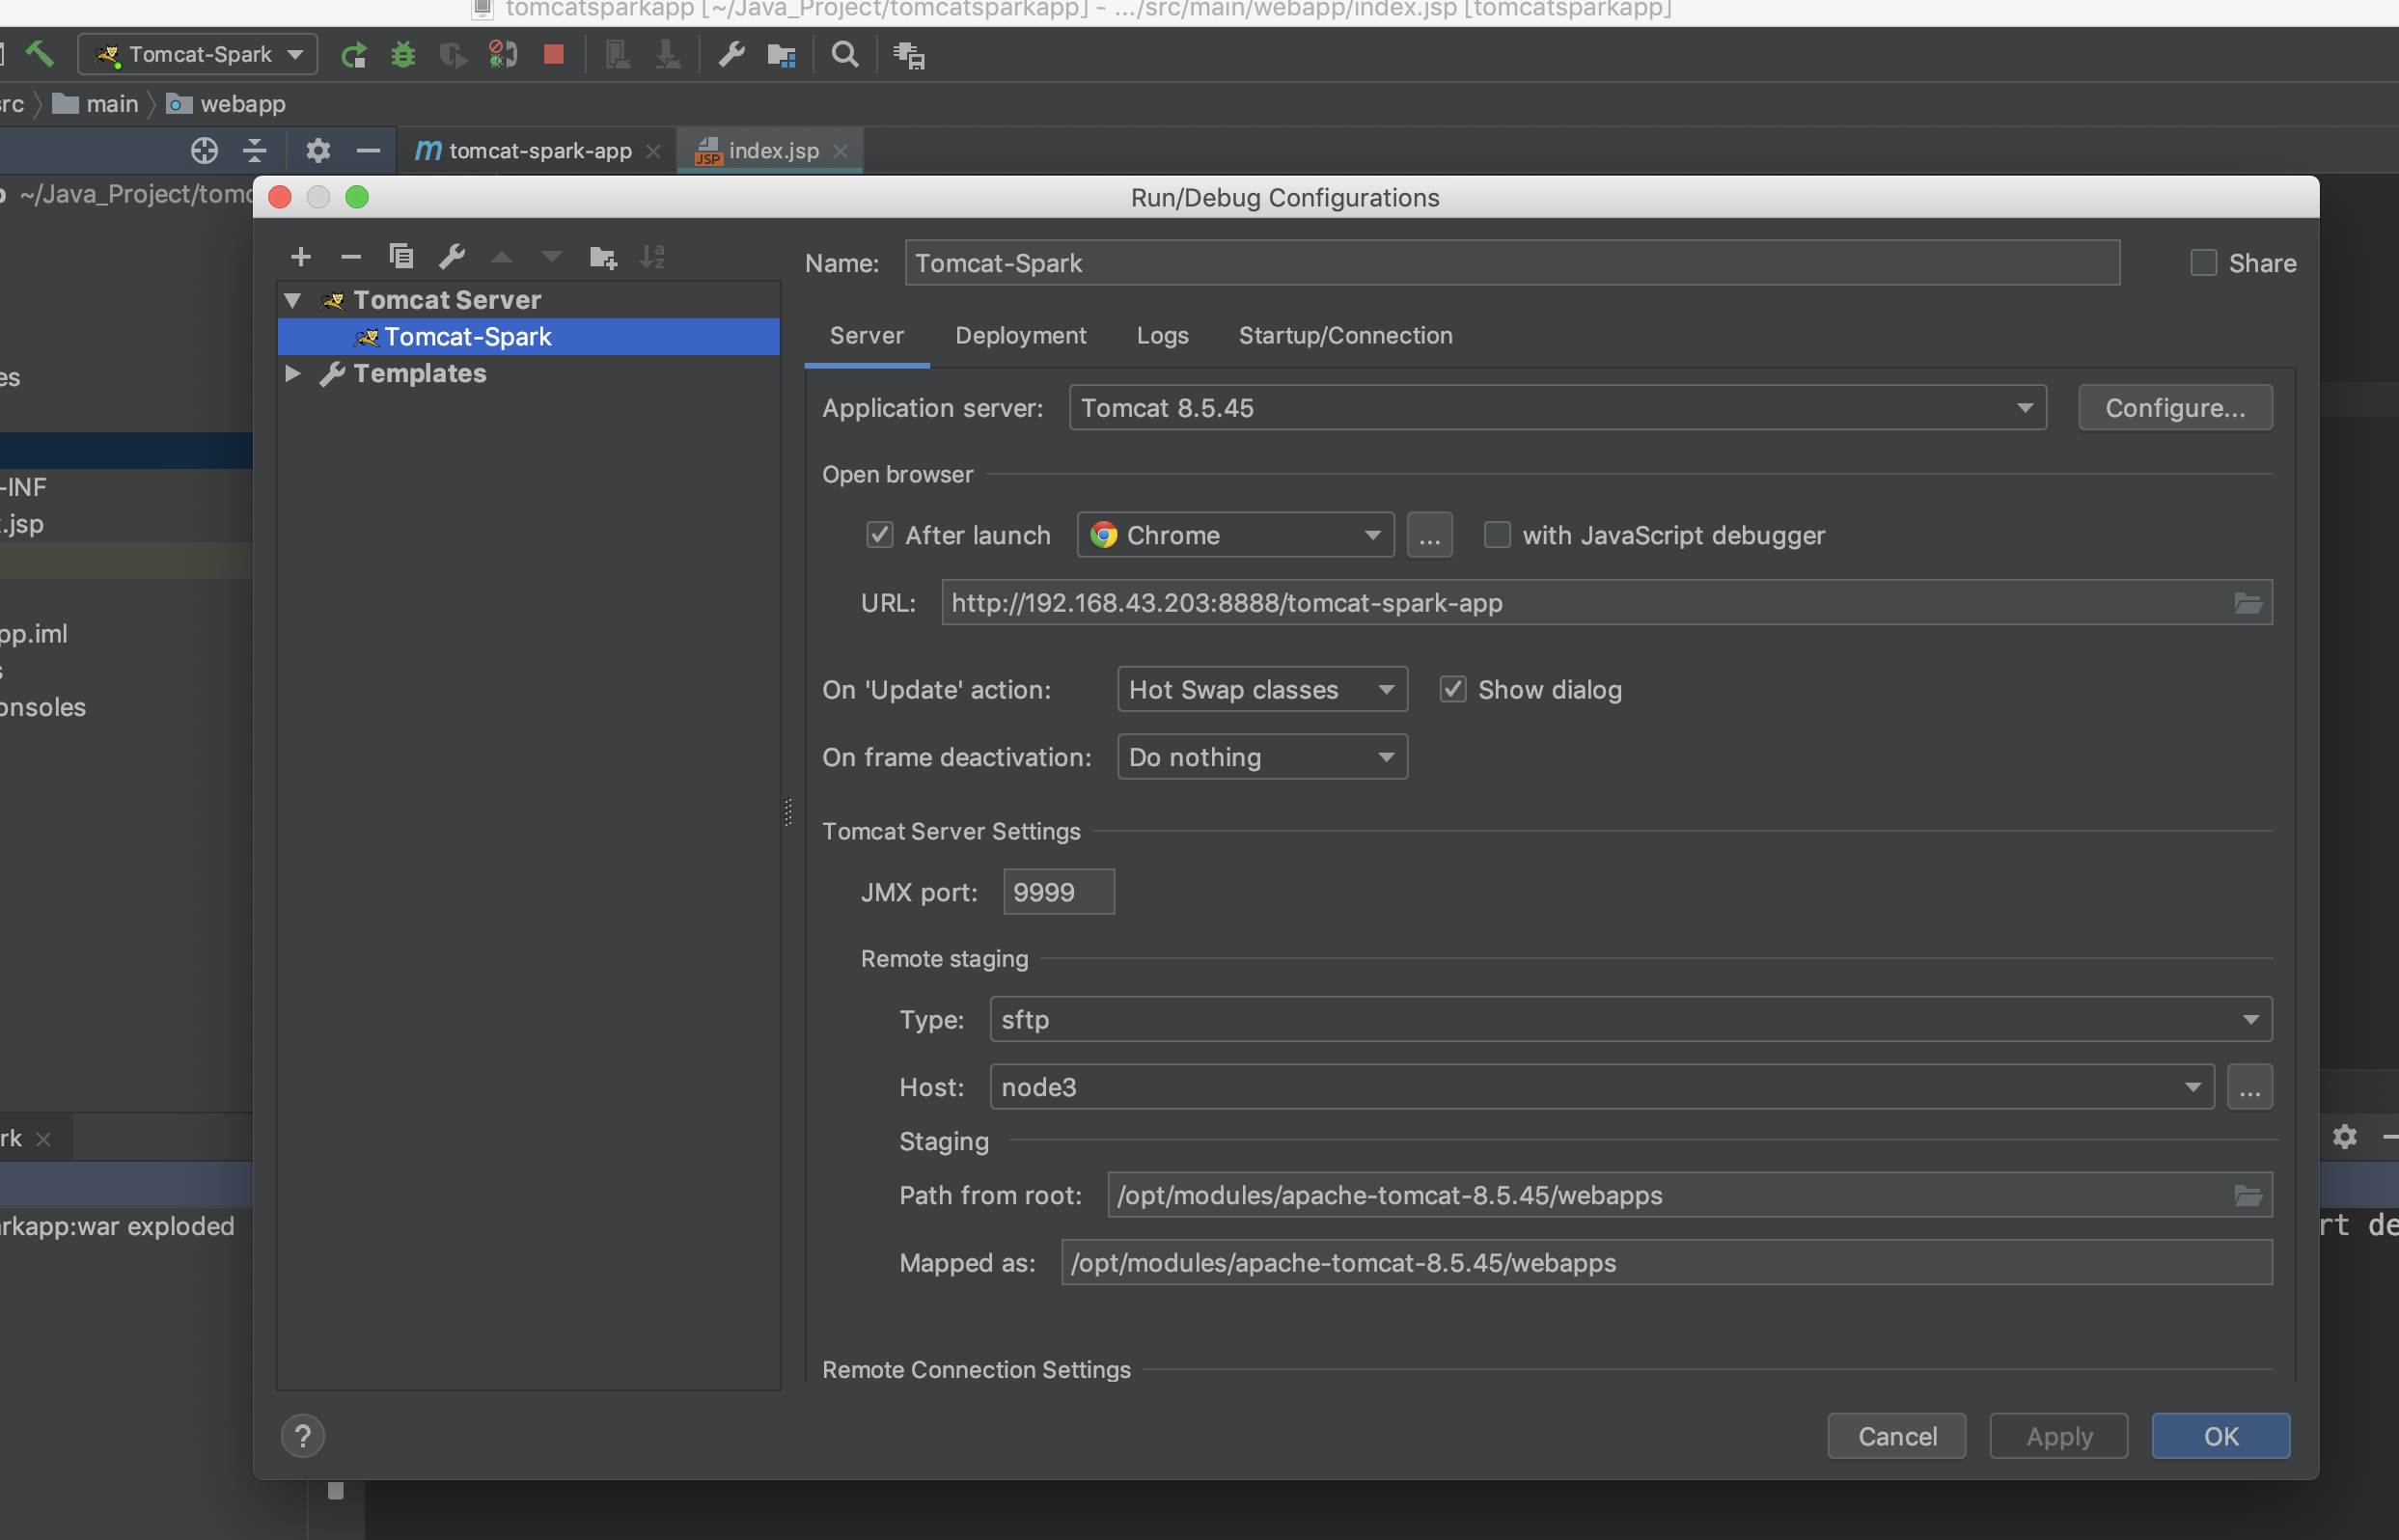 tomcatsparkapp [~/Java_Project/tomcatsparkapp] - .../src/main/webapp/index.jsp [tomcatsparkapp]
Tomcat-Spark
src main webapp
tomcat-spark-app
JSP index.jsp
~/Java_Project/tomc
Run/Debug Configurations
Tomcat Server
Tomcat-Spark
Templates
Name: Tomcat-Spark Share
Server Deployment Logs Startup/Connection
Application server: Tomcat 8.5.45 Configure...
Open browser
After launch Chrome ... with JavaScript debugger
URL: http://192.168.43.203:8888/tomcat-spark-app
On 'Update' action: Hot Swap classes Show dialog
On frame deactivation: Do nothing
Tomcat Server Settings
JMX port: 9999
Remote staging
Type: sftp
Host: node3 ...
Staging
Path from root: /opt/modules/apache-tomcat-8.5.45/webapps
Mapped as: /opt/modules/apache-tomcat-8.5.45/webapps
Remote Connection Settings
? Cancel Apply OK
es
-INF
.jsp
pp.iml
s
onsoles
rk
rkapp:war exploded
rt de